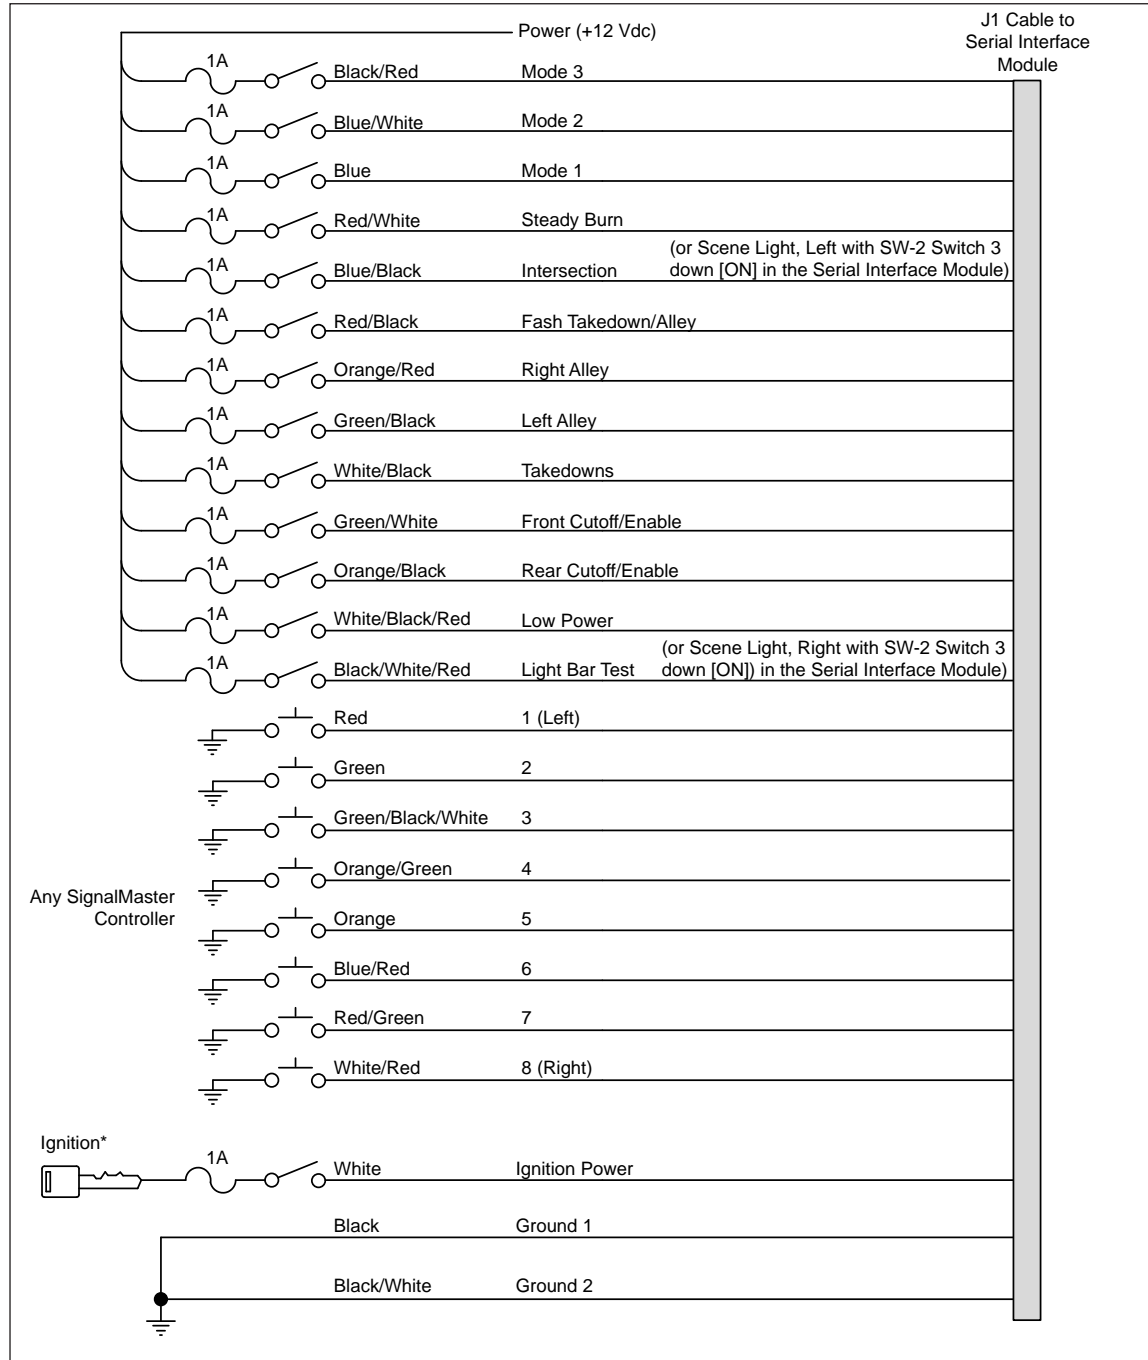 Power (+12 Vdc)
J1 Cable to
Serial Interface
Module
1A Black/Red Mode 3
1A Blue/White Mode 2
1A Blue Mode 1
1A Red/White Steady Burn
(or Scene Light, Left with SW-2 Switch 3
1A Blue/Black Intersection down [ON] in the Serial Interface Module)
1A Red/Black Fash Takedown/Alley
1A Orange/Red Right Alley
1A Green/Black Left Alley
1A White/Black Takedowns
1A Green/White Front Cutoff/Enable
1A Orange/Black Rear Cutoff/Enable
1A White/Black/Red Low Power
(or Scene Light, Right with SW-2 Switch 3
1A Black/White/Red Light Bar Test down [ON]) in the Serial Interface Module)
Red 1 (Left)
Green 2
Green/Black/White 3
Orange/Green 4
Any SignalMaster
Controller
Orange 5
Blue/Red 6
Red/Green 7
White/Red 8 (Right)
Ignition*
1A White Ignition Power
Black Ground 1
Black/White Ground 2